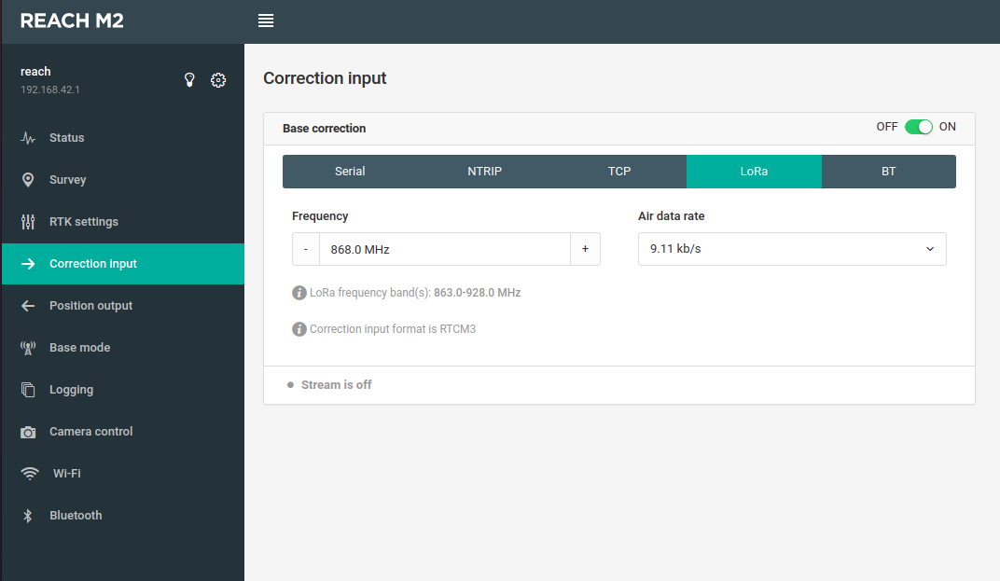 REACH M2
reach
192.168.42.1
Status
Survey
RTK settings
Correction input
Position output
Base mode
Logging
Camera control
Wi-Fi
Bluetooth
Correction input
Base correction
OFF ON
Serial NTRIP TCP LoRa BT
Frequency Air data rate
- 868.0 MHz + 9.11 kb/s
LoRa frequency band(s): 863.0-928.0 MHz
Correction input format is RTCM3
Stream is off